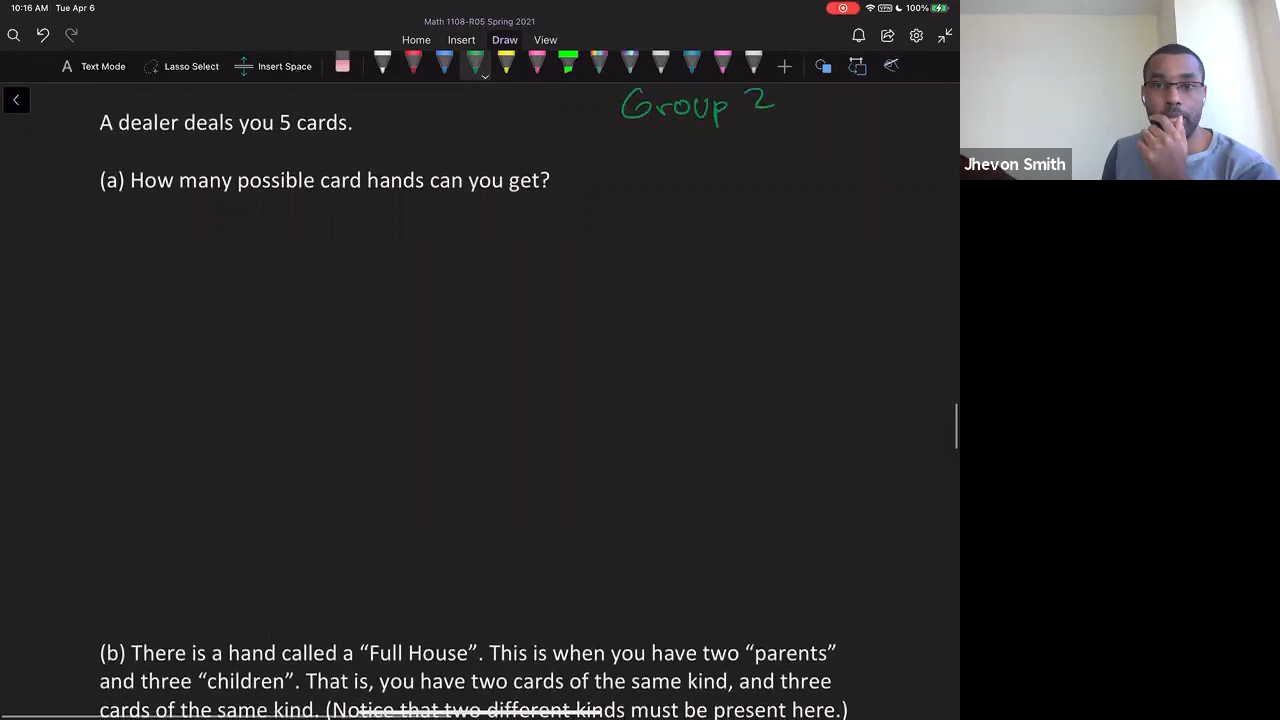 10:16 AM Tue Apr 6
100%
VPN
Math 1108-R05 Spring 2021
Home Insert Draw View
A Text Mode Lasso Select Insert Space
Group 2
A dealer deals you 5 cards.
(a) How many possible card hands can you get?
Jhevon Smith
(b) There is a hand called a “Full House”. This is when you have two “parents”
and three “children”. That is, you have two cards of the same kind, and three
cards of the same kind. (Notice that two different kinds must be present here.)